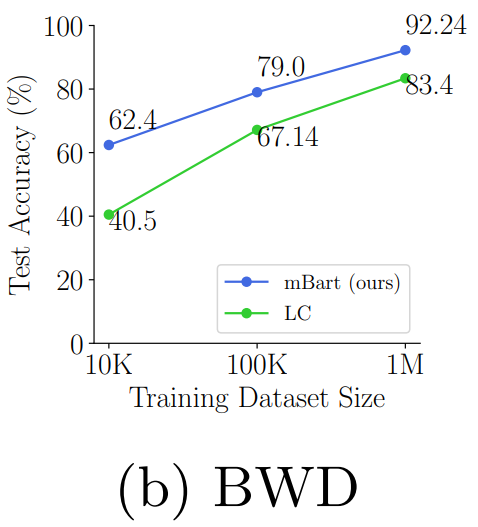 100
92.24
80
79.0
83.4
62.4
67.14
60
40
40.5
20
mBart (ours)
LC
0
10K 100K 1M
Test Accuracy (%)
Training Dataset Size
(b) BWD